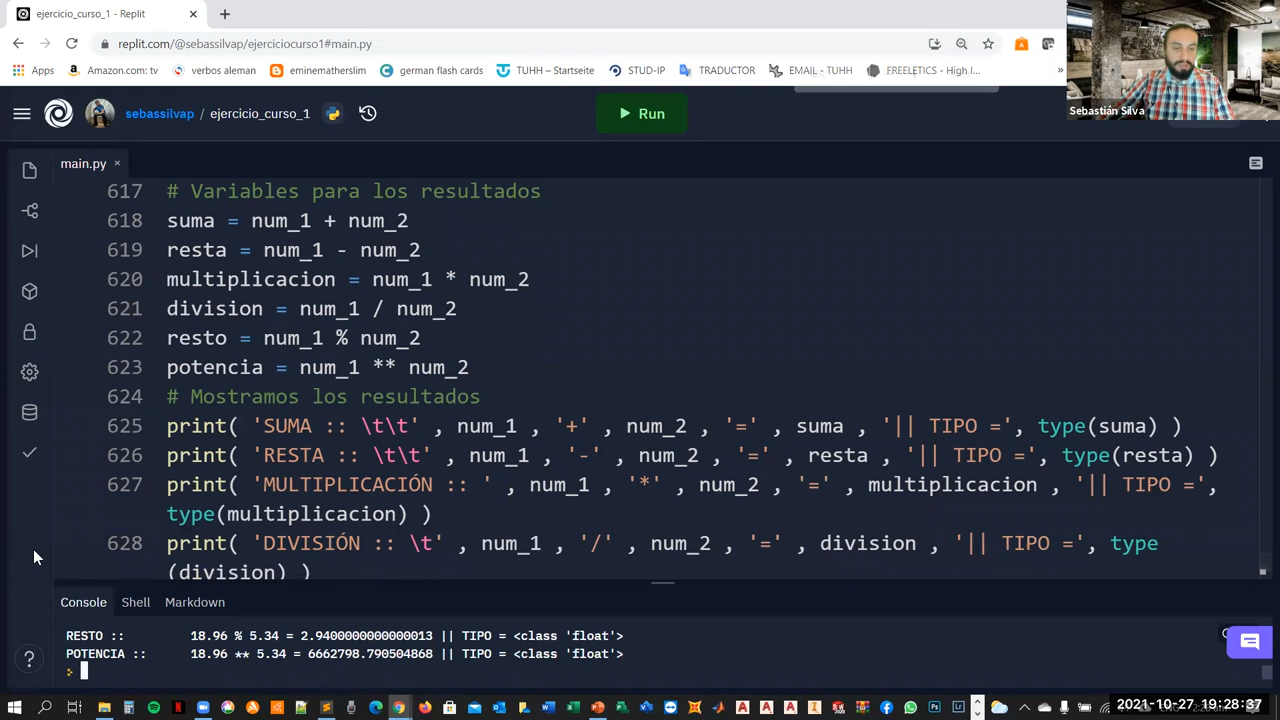 ejercicio_curso_1 - Replit
replit.com/@sebassilvap/ejerciciocurso1#main.py
Apps
Amazon.com: tv
verbos aleman
eminematherslim
german flash cards
TUHH – Startseite
STUD-IP
TRADUCTOR
EMAIL - TUHH
FREELETICS - High I...
»
Sebastián Silva
sebassilvap / ejercicio_curso_1
Run
main.py
617 # Variables para los resultados
618 suma = num_1 + num_2
619 resta = num_1 - num_2
620 multiplicacion = num_1 * num_2
621 division = num_1 / num_2
622 resto = num_1 % num_2
623 potencia = num_1 ** num_2
624 # Mostramos los resultados
625 print( 'SUMA :: \t\t' , num_1 , '+' , num_2 , '=' , suma , '|| TIPO =', type(suma) )
626 print( 'RESTA :: \t\t' , num_1 , '-' , num_2 , '=' , resta , '|| TIPO =', type(resta) )
627 print( 'MULTIPLICACIÓN :: ' , num_1 , '*' , num_2 , '=' , multiplicacion , '|| TIPO =',
type(multiplicacion) )
628 print( 'DIVISIÓN :: \t' , num_1 , '/' , num_2 , '=' , division , '|| TIPO =', type
(division) )
Console Shell Markdown
RESTO :: 18.96 % 5.34 = 2.9400000000000013 || TIPO = <class 'float'>
POTENCIA :: 18.96 ** 5.34 = 6662798.790504868 || TIPO = <class 'float'>
2021-10-27 19:28:37